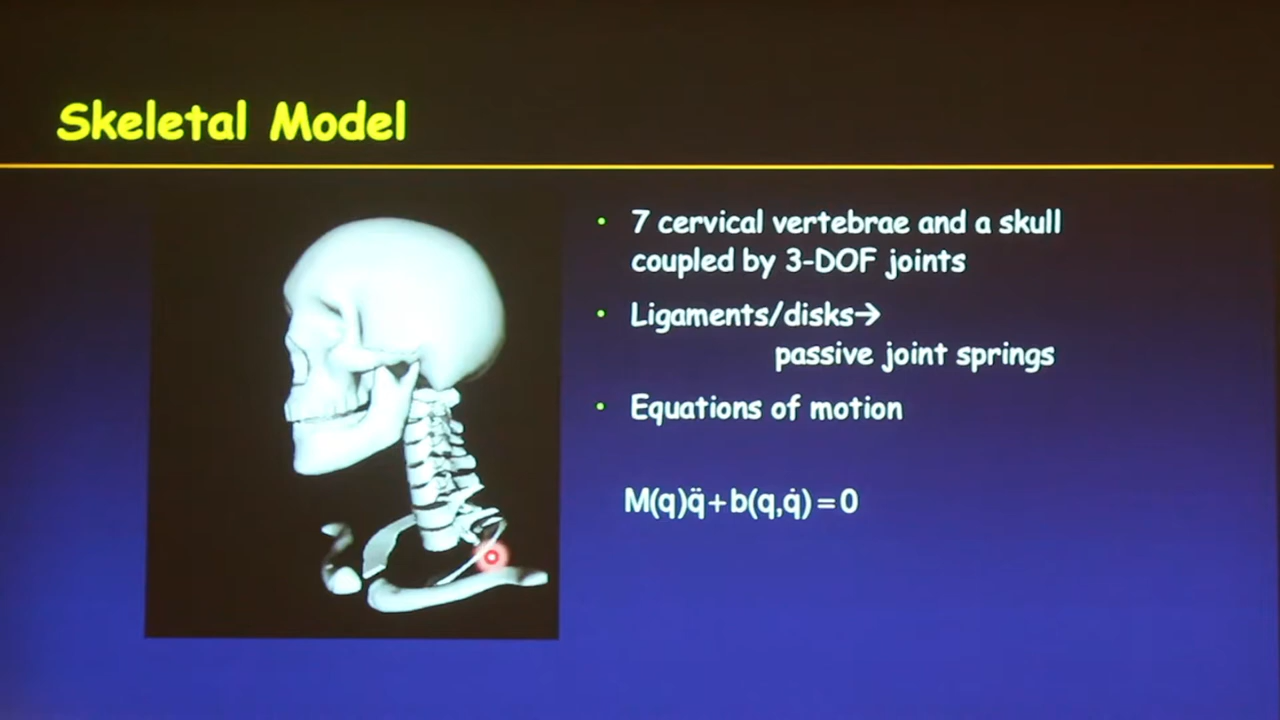 Skeletal Model
• 7 cervical vertebrae and a skull
coupled by 3-DOF joints
• Ligaments/disks→
passive joint springs
• Equations of motion
M(q)q̈+b(q,q̇)=0